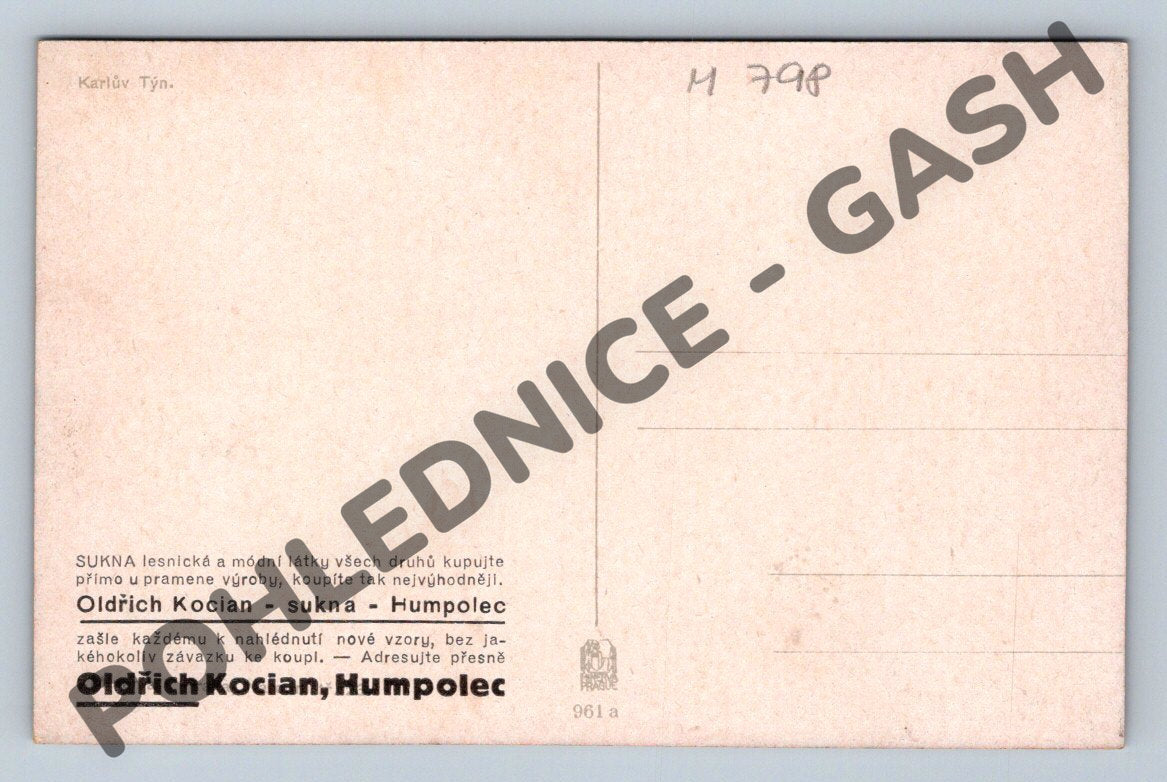 Karlův Týn.
M 798
POHLEDNICE - GASH
SUKNA lesnická a módní látky všech druhů kupujte
přímo u pramene výroby, koupíte tak nejvýhodněji.
Oldřich Kocian - sukna - Humpolec
zašle každému k nahlédnutí nové vzory, bez ja-
kéhokoliv závazku ke koupi. — Adresujte přesně
Oldřich Kocian, Humpolec
PRAGUE
961 a